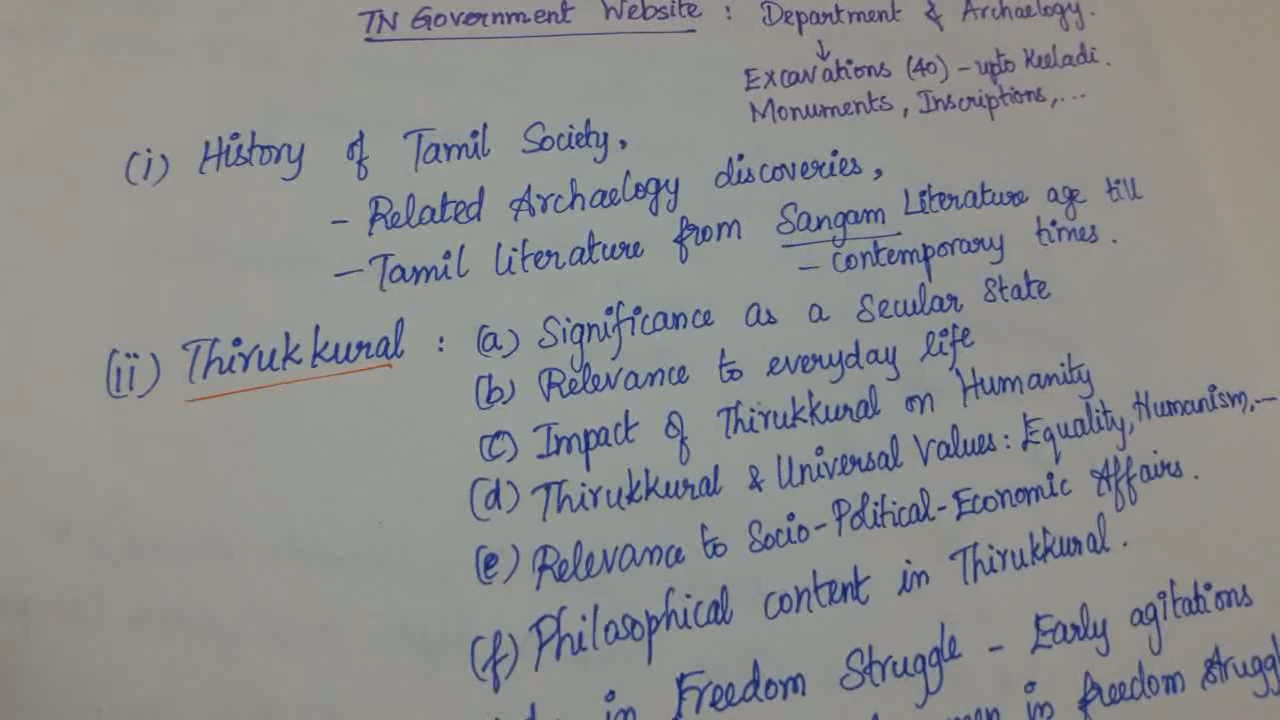 TN Government Website : Department & Archaelogy.
↓
Excavations (40) - upto Keeladi.
Monuments, Inscriptions,...
(i) History of Tamil Society.
- Related Archaelogy discoveries,
- Tamil literature from Sangam Literature age till
- contemporary times.
(ii) Thirukkural : (a) Significance as a Secular State
(b) Relevance to everyday life
(c) Impact of Thirukkural on Humanity
(d) Thirukkural & Universal Values: Equality, Humanism,...
(e) Relevance to Socio-Political-Economic Affairs.
(f) Philosophical content in Thirukkural.
in Freedom Struggle - Early agitations
in freedom struggl